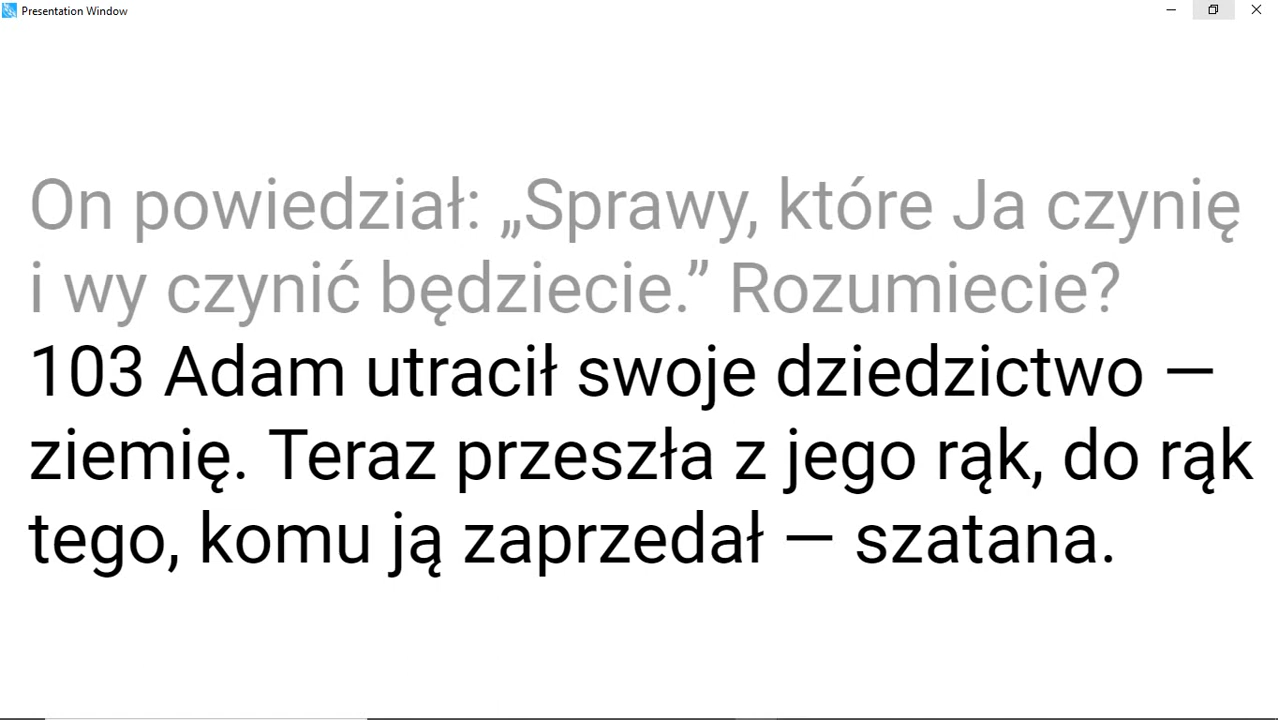 Presentation Window
On powiedział: „Sprawy, które Ja czynię
i wy czynić będziecie.” Rozumiecie?
103 Adam utracił swoje dziedzictwo —
ziemię. Teraz przeszła z jego rąk, do rąk
tego, komu ją zaprzedał — szatana.